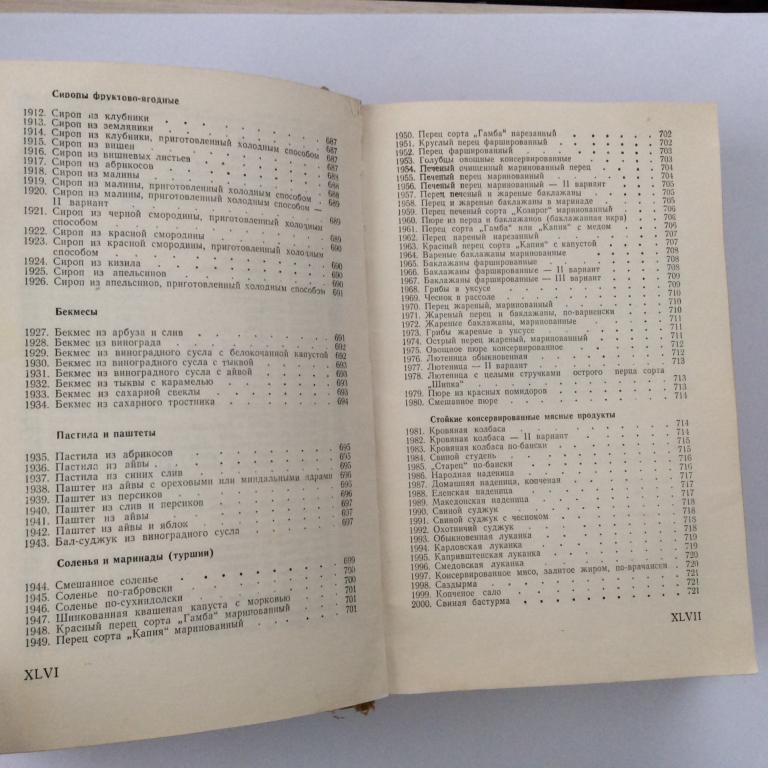 Сиропы фруктово-ягодные
1912. Сироп из клубники
1913. Сироп из земляники
1914. Сироп из клубники, приготовленный холодным способом 687
1915. Сироп из вишен 687
1916. Сироп из вишневых листьев
1917. Сироп из абрикосов 688
1918. Сироп из малины
1919. Сироп из малины, приготовленный холодным способом
1920. Сироп из малины, приготовленный холодным способом —
II вариант 689
1921. Сироп из черной смородины, приготовленный холодным
способом
1922. Сироп из красной смородины
1923. Сироп из красной смородины, приготовленный холодным
способом
1924. Сироп из кизила 690
1925. Сироп из апельсинов 690
1926. Сироп из апельсинов, приготовленный холодным способом 691
Бекмесы
1927. Бекмес из арбуза и слив 691
1928. Бекмес из винограда 692
1929. Бекмес из виноградного сусла с белокочанной капустой 692
1930. Бекмес из виноградного сусла с тыквой 693
1931. Бекмес из виноградного сусла с айвой 693
1932. Бекмес из тыквы с карамелью 693
1933. Бекмес из сахарной свеклы 694
1934. Бекмес из сахарного тростника 694
Пастила и паштеты
1935. Пастила из абрикосов 695
1936. Пастила из айвы 695
1937. Пастила из синих слив 695
1938. Паштет из айвы с ореховыми или миндальными ядрами 695
1939. Паштет из персиков 696
1940. Паштет из слив и персиков 697
1941. Паштет из айвы 697
1942. Паштет из айвы и яблок 697
1943. Бал-суджук из виноградного сусла
Соленья и маринады (туршии)
1944. Смешанное соленье 699
1945. Соленье по-габровски
1946. Соленье по-сухиндолски 700
1947. Шинкованная квашеная капуста с морковью 701
1948. Красный перец сорта „Гамба" маринованный 701
1949. Перец сорта „Капия" маринованный 701
XLVI
1950. Перец сорта „Гамба" нарезанный 702
1951. Круглый перец фаршированный 702
1952. Перец фаршированный 703
1953. Голубцы овощные консервированные 703
1954. Печеный очищенный маринованный перец 704
1955. Печеный перец маринованный 704
1956. Печеный перец маринованный — II вариант 705
1957. Перец печеный и жареные баклажаны 705
1958. Перец и жареные баклажаны в маринаде 705
1959. Перец печеный сорта „Козирог" маринованный 705
1960. Пюре из перца и баклажанов (баклажанная икра) 706
1961. Перец сорта „Гамба" или „Капия" с медом 706
1962. Перец пареный нарезанный 707
1963. Красный перец сорта „Капия" с капустой 707
1964. Вареные баклажаны маринованные 708
1965. Баклажаны фаршированные 708
1966. Баклажаны фаршированные — II вариант 708
1967. Баклажаны фаршированные — III вариант 709
1968. Грибы в уксусе 709
1969. Чеснок в рассоле 710
1970. Перец жареный, маринованный 710
1971. Жареный перец и баклажаны, по-варненски 710
1972. Жареные баклажаны, маринованные 711
1973. Грибы жареные в уксусе 711
1974. Острый перец жареный, маринованный 711
1975. Овощное пюре консервированное 712
1976. Лютеница обыкновенная 712
1977. Лютеница — II вариант 713
1978. Лютеница с целыми стручками острого перца сорта
„Шипка" 713
1979. Пюре из красных помидоров 713
1980. Смешанное пюре
Стойкие консервированные мясные продукты
1981. Кровяная колбаса 714
1982. Кровяная колбаса — II вариант 714
1983. Кровяная колбаса по-бански 715
1984. Свиной студень 715
1985. „Старец" по-бански 716
1986. Народная наденица 716
1987. Домашняя наденица, копченая 717
1988. Еленская наденица 717
1989. Македонская наденица 718
1990. Свиной суджук 718
1991. Свиной суджук с чесноком 718
1992. Охотничий суджук 718
1993. Обыкновенная луканка 719
1994. Карловская луканка 719
1995. Каприштенская луканка 720
1996. Смедовская луканка 720
1997. Консервированное мясо, залитое жиром, по-врачански 721
1998. Саздырма 721
1999. Копченое сало 721
2000. Свиная бастурма
XLVII